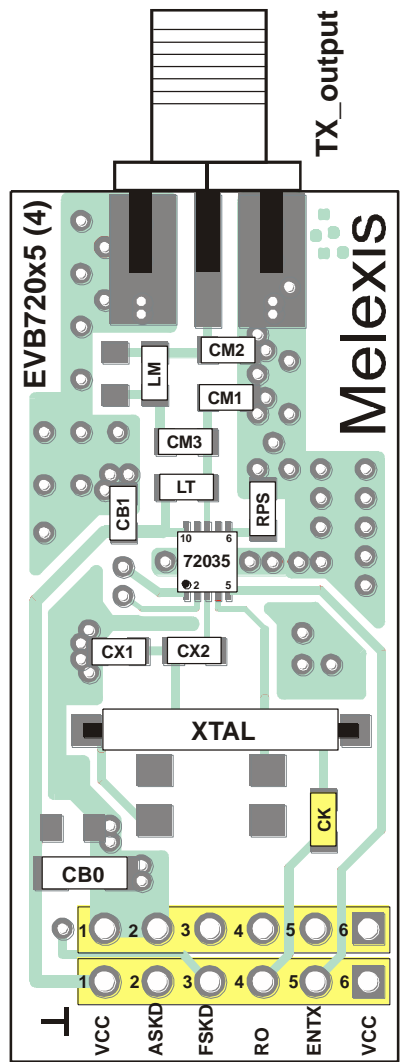 TX_output
EVB720x5 (4)
Melexis
CM2
LM
CM1
CM3
LT
CB1
RPS
10 6
72035
2 5
CX1 CX2
XTAL
CK
CB0
1 2 3 4 5 6
1 2 3 4 5 6
VCC ASKD FSKD RO ENTX VCC